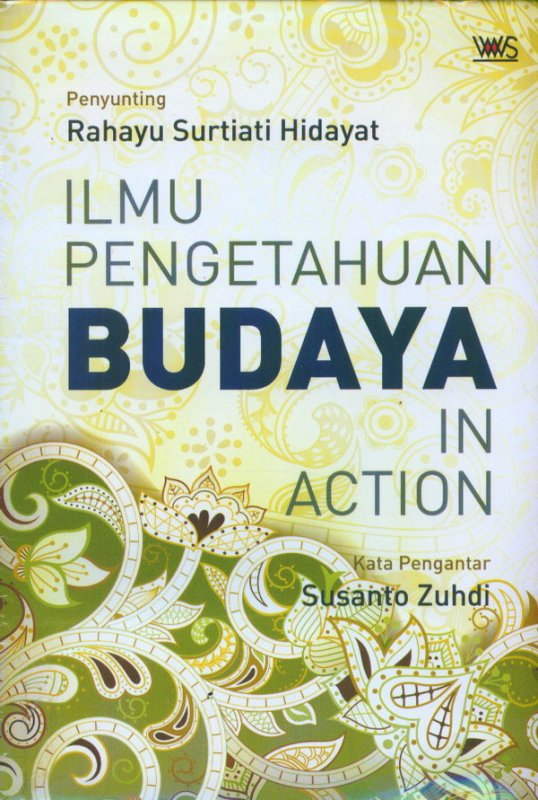 WWS
Penyunting
Rahayu Surtiati Hidayat
ILMU
PENGETAHUAN
BUDAYA
IN
ACTION
Kata Pengantar
Susanto Zuhdi